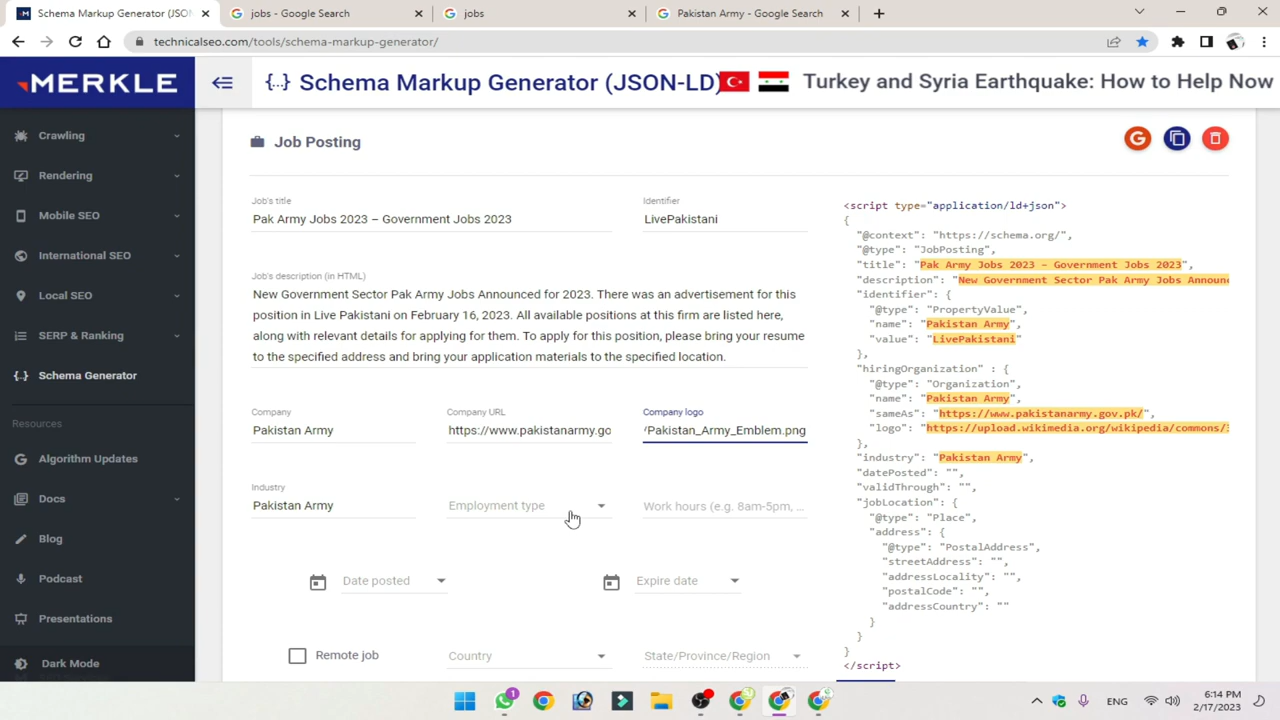 Schema Markup Generator (JSON
jobs - Google Search
jobs
Pakistan Army - Google Search
technicalseo.com/tools/schema-markup-generator/
MERKLE
{..} Schema Markup Generator (JSON-LD)
Turkey and Syria Earthquake: How to Help Now
Crawling
Rendering
Mobile SEO
International SEO
Local SEO
SERP & Ranking
{..} Schema Generator
Resources
Algorithm Updates
Docs
Blog
Podcast
Presentations
Dark Mode
Job Posting
Job's title
Pak Army Jobs 2023 – Government Jobs 2023
Identifier
LivePakistani
Job's description (in HTML)
New Government Sector Pak Army Jobs Announced for 2023. There was an advertisement for this
position in Live Pakistani on February 16, 2023. All available positions at this firm are listed here,
along with relevant details for applying for them. To apply for this position, please bring your resume
to the specified address and bring your application materials to the specified location.
Company
Pakistan Army
Company URL
https://www.pakistanarmy.go
Company logo
/Pakistan_Army_Emblem.png
Industry
Pakistan Army
Employment type
Work hours (e.g. 8am-5pm, ...
Date posted
Expire date
Remote job
Country
State/Province/Region
<script type="application/ld+json">
{
"@context": "https://schema.org/",
"@type": "JobPosting",
"title": "Pak Army Jobs 2023 – Government Jobs 2023",
"description": "New Government Sector Pak Army Jobs Announc
"identifier": {
"@type": "PropertyValue",
"name": "Pakistan Army",
"value": "LivePakistani"
},
"hiringOrganization" : {
"@type": "Organization",
"name": "Pakistan Army",
"sameAs": "https://www.pakistanarmy.gov.pk/",
"logo": "https://upload.wikimedia.org/wikipedia/commons/
},
"industry": "Pakistan Army",
"datePosted": "",
"validThrough": "",
"jobLocation": {
"@type": "Place",
"address": {
"@type": "PostalAddress",
"streetAddress": "",
"addressLocality": "",
"postalCode": "",
"addressCountry": ""
}
}
}
</script>
1
ENG
6:14 PM
2/17/2023